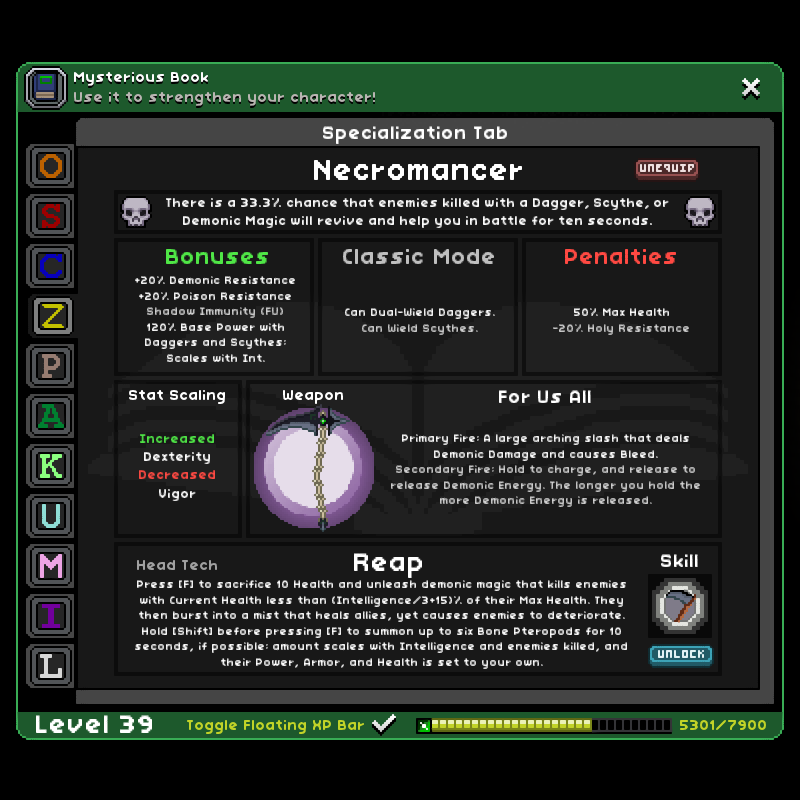 Mysterious Book
Use it to strengthen your character!
Specialization Tab
Necromancer
UNEQUIP
There is a 33.3% chance that enemies killed with a Dagger, Scythe, or
Demonic Magic will revive and help you in battle for ten seconds.
Bonuses
+20% Demonic Resistance
+20% Poison Resistance
Shadow Immunity (FU)
120% Base Power with
Daggers and Scythes:
Scales with Int.
Classic Mode
Can Dual-Wield Daggers.
Can Wield Scythes.
Penalties
50% Max Health
-20% Holy Resistance
Stat Scaling
Increased
Dexterity
Decreased
Vigor
Weapon
For Us All
Primary Fire: A large arching slash that deals
Demonic Damage and causes Bleed.
Secondary Fire: Hold to charge, and release to
release Demonic Energy. The longer you hold the
more Demonic Energy is released.
Head Tech
Reap
Press [F] to sacrifice 10 Health and unleash demonic magic that kills enemies
with Current Health less than (Intelligence/3+15)% of their Max Health. They
then burst into a mist that heals allies, yet causes enemies to deteriorate.
Hold [Shift] before pressing [F] to summon up to six Bone Pteropods for 10
seconds, if possible: amount scales with Intelligence and enemies killed, and
their Power, Armor, and Health is set to your own.
Skill
UNLOCK
O
S
C
Z
P
A
K
U
M
I
L
Level 39
Toggle Floating XP Bar
5301/7900